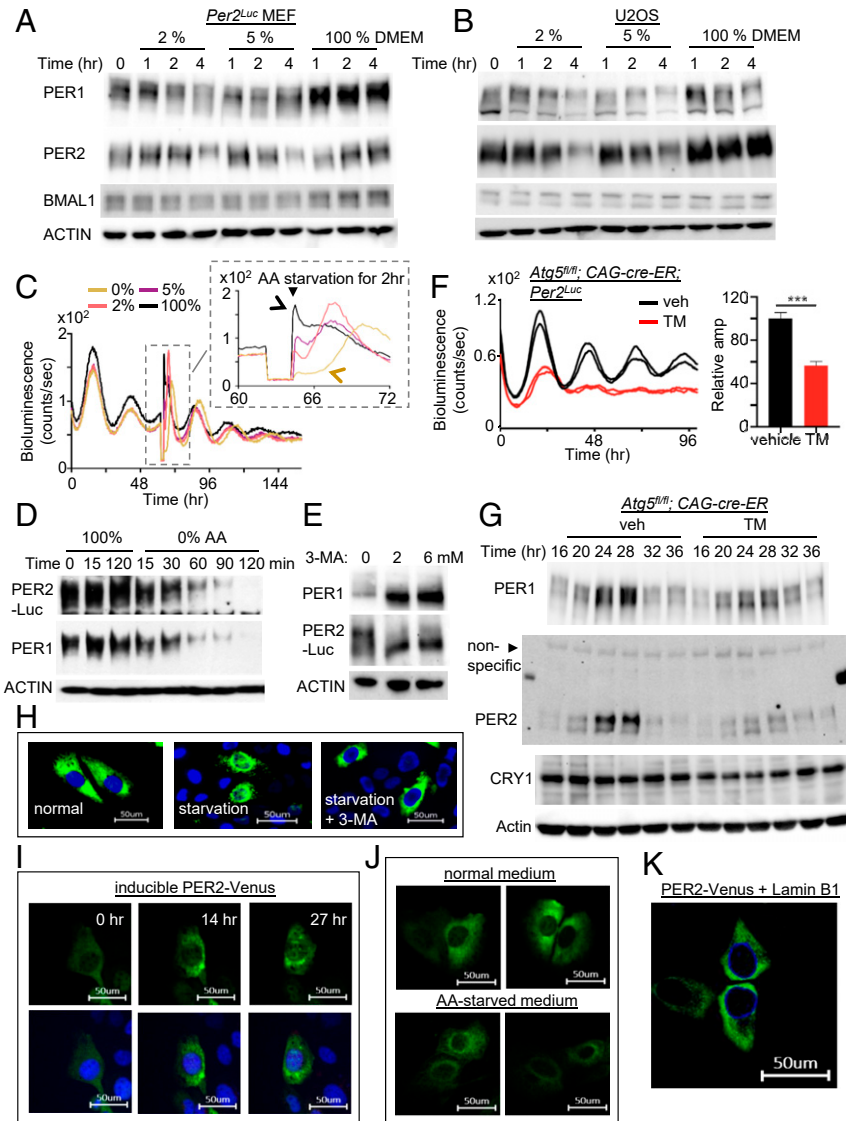 A
Per2Luc MEF
2 % 5 % 100 % DMEM
Time (hr) 0 1 2 4 1 2 4 1 2 4
PER1
PER2
BMAL1
ACTIN
B
U2OS
2 % 5 % 100 % DMEM
Time (hr) 0 1 2 4 1 2 4 1 2 4
C
0% 5%
2% 100%
x10²
Bioluminescence
(counts/sec)
2
1
0
0 48 96 144
Time (hr)
x10²
AA starvation for 2hr
2
1
0
60 66 72
F
Atg5fl/fl; CAG-cre-ER;
Per2Luc
x10²
1.2
0.6
0
Bioluminescence
(counts/sec)
veh
TM
0 48 96
Time (hr)
Relative amp
120
80
40
0
***
vehicle TM
D
100% 0% AA
Time 0 15 120 15 30 60 90 120 min
PER2
-Luc
PER1
ACTIN
E
3-MA: 0 2 6 mM
PER1
PER2
-Luc
ACTIN
G
Atg5fl/fl; CAG-cre-ER
veh TM
Time (hr) 16 20 24 28 32 36 16 20 24 28 32 36
PER1
non-
specific
PER2
CRY1
Actin
H
normal
50um
starvation
50um
starvation
+ 3-MA
50um
I
inducible PER2-Venus
0 hr
50um
14 hr
50um
27 hr
50um
50um
50um
50um
J
normal medium
50um
50um
AA-starved medium
50um
50um
K
PER2-Venus + Lamin B1
50um